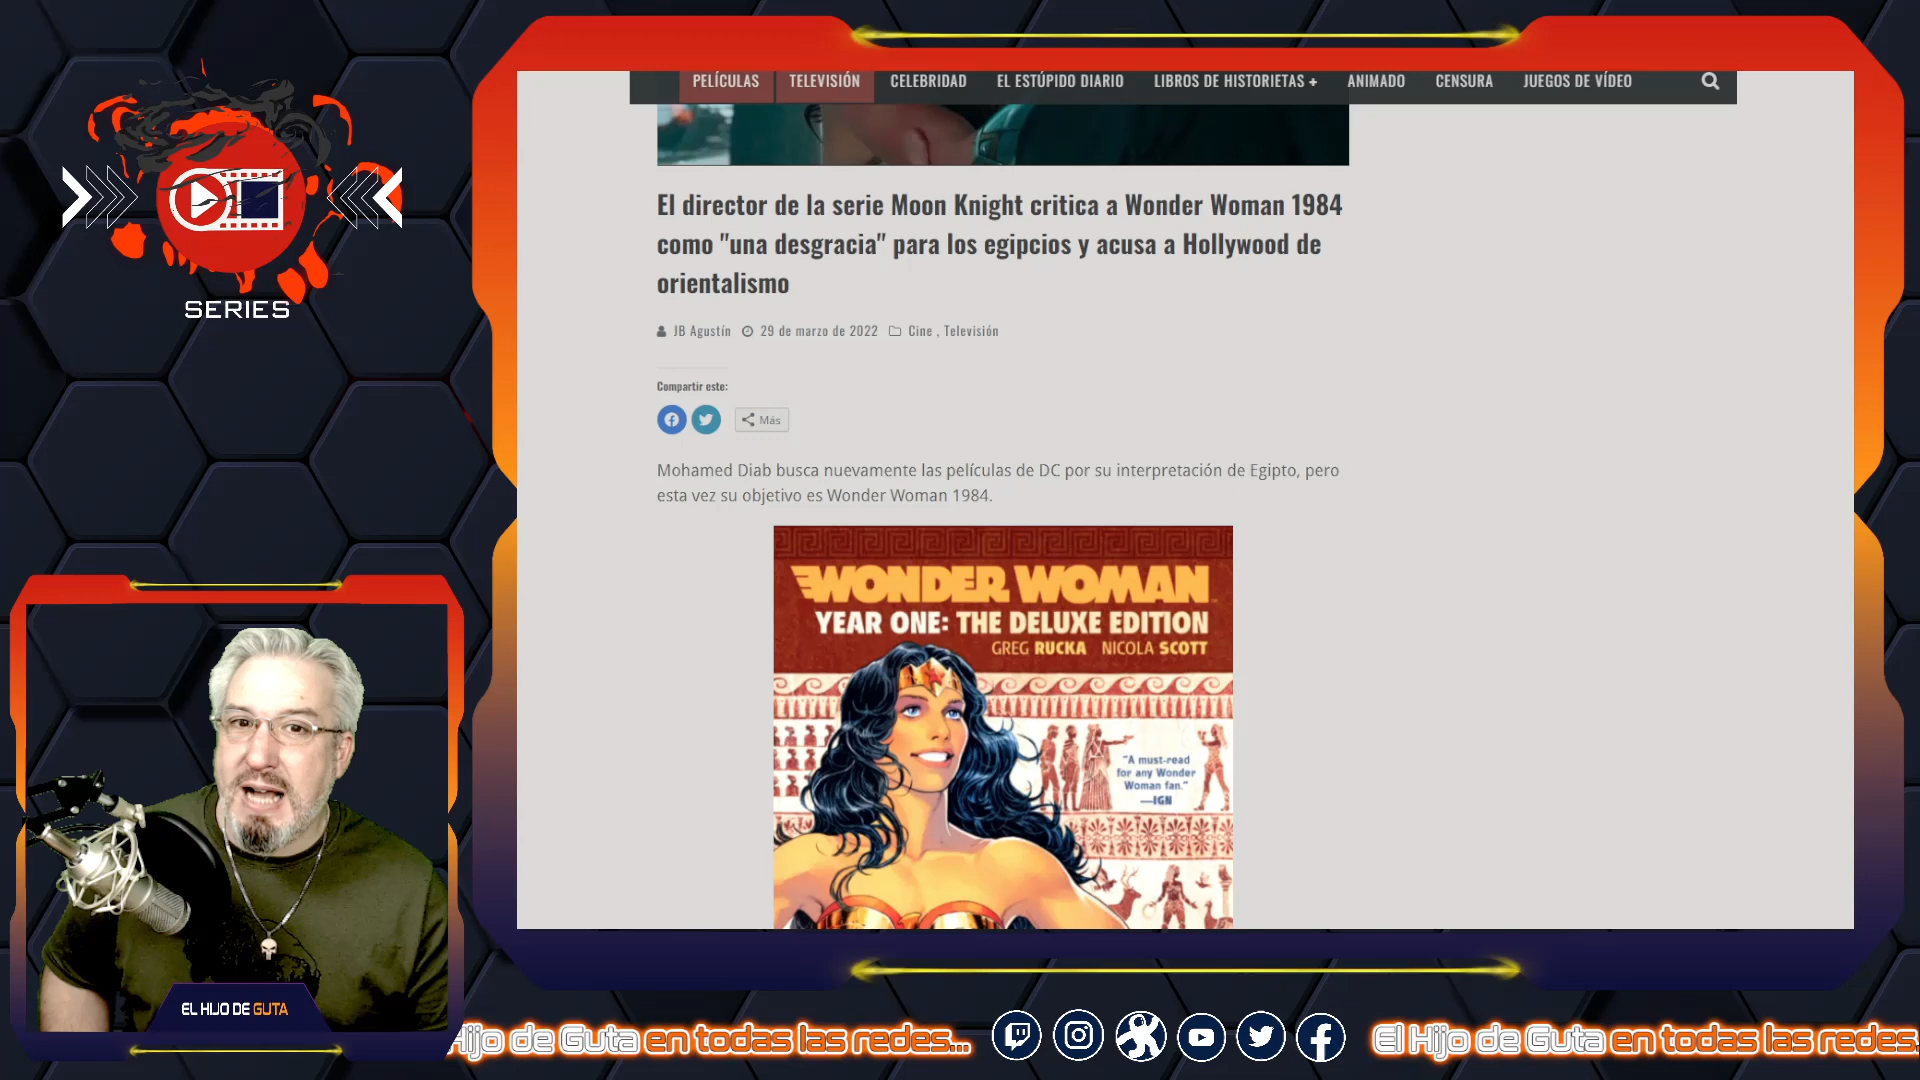 PELÍCULAS TELEVISIÓN CELEBRIDAD EL ESTÚPIDO DIARIO LIBROS DE HISTORIETAS + ANIMADO CENSURA JUEGOS DE VÍDEO
SERIES
El director de la serie Moon Knight critica a Wonder Woman 1984
como "una desgracia" para los egipcios y acusa a Hollywood de
orientalismo
JB Agustín 29 de marzo de 2022 Cine , Televisión
Compartir este:
Más
Mohamed Diab busca nuevamente las películas de DC por su interpretación de Egipto, pero
esta vez su objetivo es Wonder Woman 1984.
WONDER WOMAN
YEAR ONE: THE DELUXE EDITION
GREG RUCKA NICOLA SCOTT
"A must-read
for any Wonder
Woman fan."
—IGN
EL HIJO DE GUTA
Hijo de Guta en todas las redes... El Hijo de Guta en todas las redes.